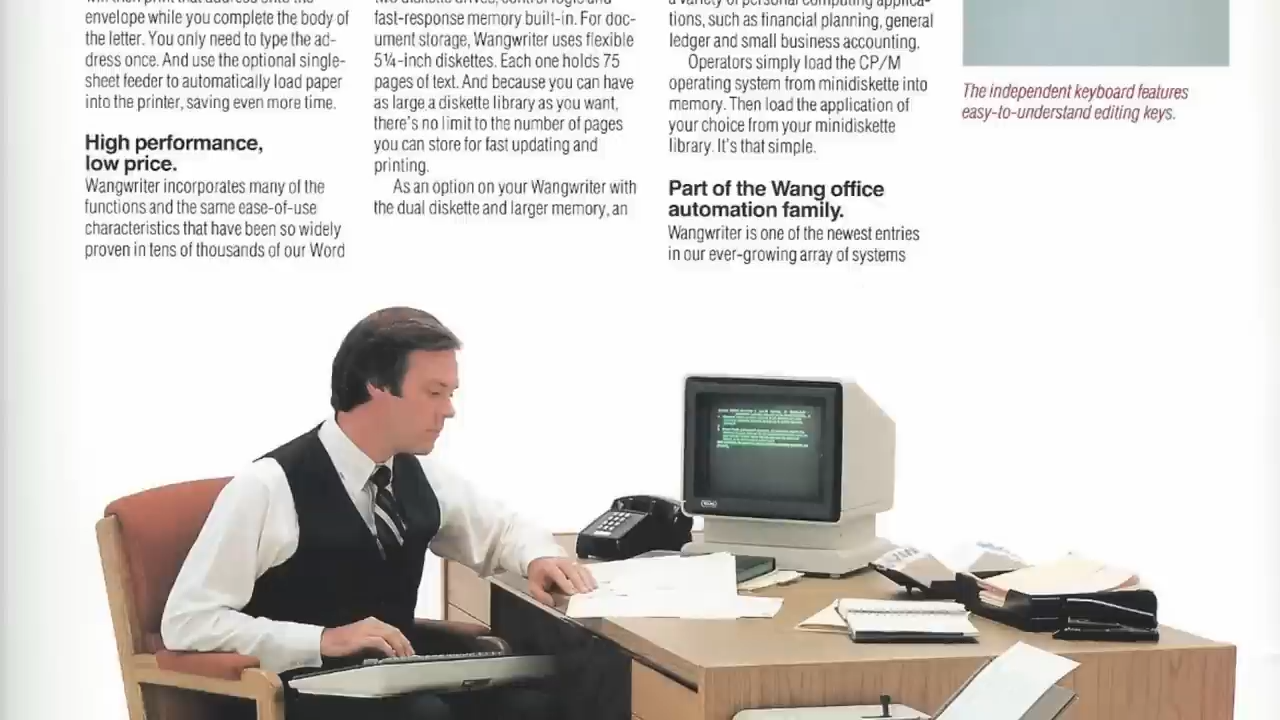 envelope while you complete the body of
the letter. You only need to type the ad-
dress once. And use the optional single-
sheet feeder to automatically load paper
into the printer, saving even more time.
High performance,
low price.
Wangwriter incorporates many of the
functions and the same ease-of-use
characteristics that have been so widely
proven in tens of thousands of our Word
fast-response memory built-in. For doc-
ument storage, Wangwriter uses flexible
5¼-inch diskettes. Each one holds 75
pages of text. And because you can have
as large a diskette library as you want,
there's no limit to the number of pages
you can store for fast updating and
printing.
As an option on your Wangwriter with
the dual diskette and larger memory, an
a variety of personal computing applica-
tions, such as financial planning, general
ledger and small business accounting.
Operators simply load the CP/M
operating system from minidiskette into
memory. Then load the application of
your choice from your minidiskette
library. It's that simple.
Part of the Wang office
automation family.
Wangwriter is one of the newest entries
in our ever-growing array of systems
The independent keyboard features
easy-to-understand editing keys.
WANG